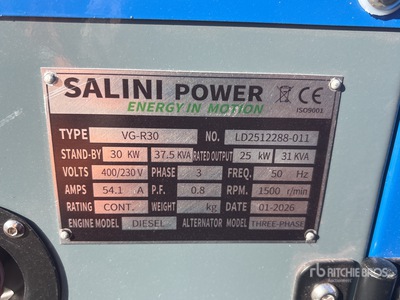 SALINI POWER
ENERGY IN MOTION
CE
ISO9001
TYPE VG-R30 NO. LD2512288-011
STAND-BY 30 KW 37.5 KVA RATED OUTPUT 25 kW 31 KVA
VOLTS 400/230 V PHASE 3 FREQ. 50 Hz
AMPS 54.1 A P.F. 0.8 RPM. 1500 r/min
RATING CONT. WEIGHT kg DATE 01-2026
ENGINE MODEL DIESEL ALTERNATOR MODEL THREE-PHASE
rb RITCHIE BROS
Auctioneers